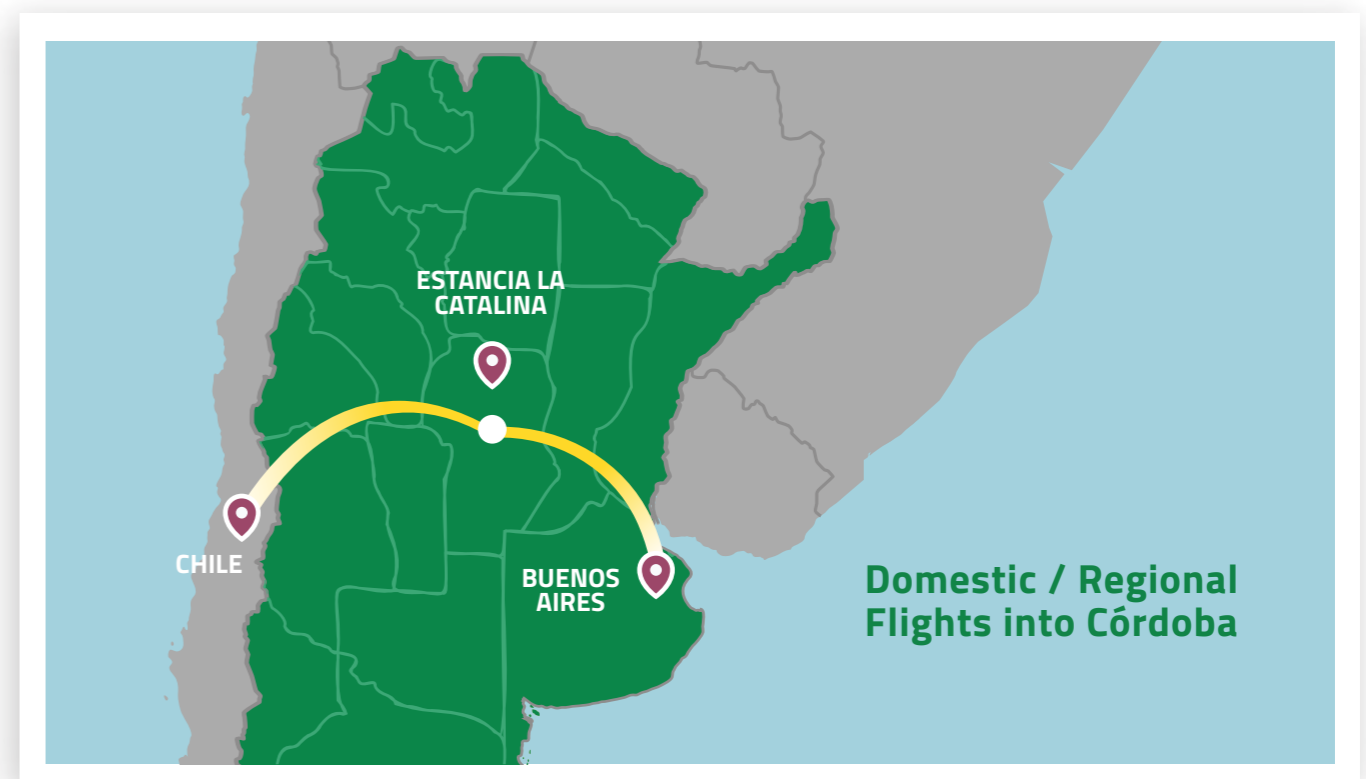 ESTANCIA LA
CATALINA
CHILE
BUENOS
AIRES
Domestic / Regional
Flights into Córdoba